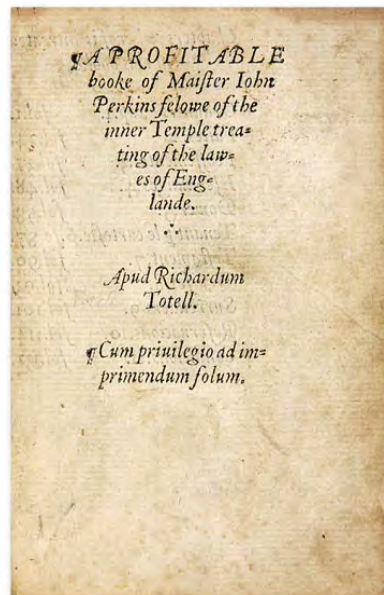 ¶A PROFITABLE
booke of Maiſter Iohn
Perkins felowe of the
inner Temple trea=
ting of the law=
es of Eng=
lande.
Apud Richardum
Totell.
¶Cum priuilegio ad im=
primendum ſolum.